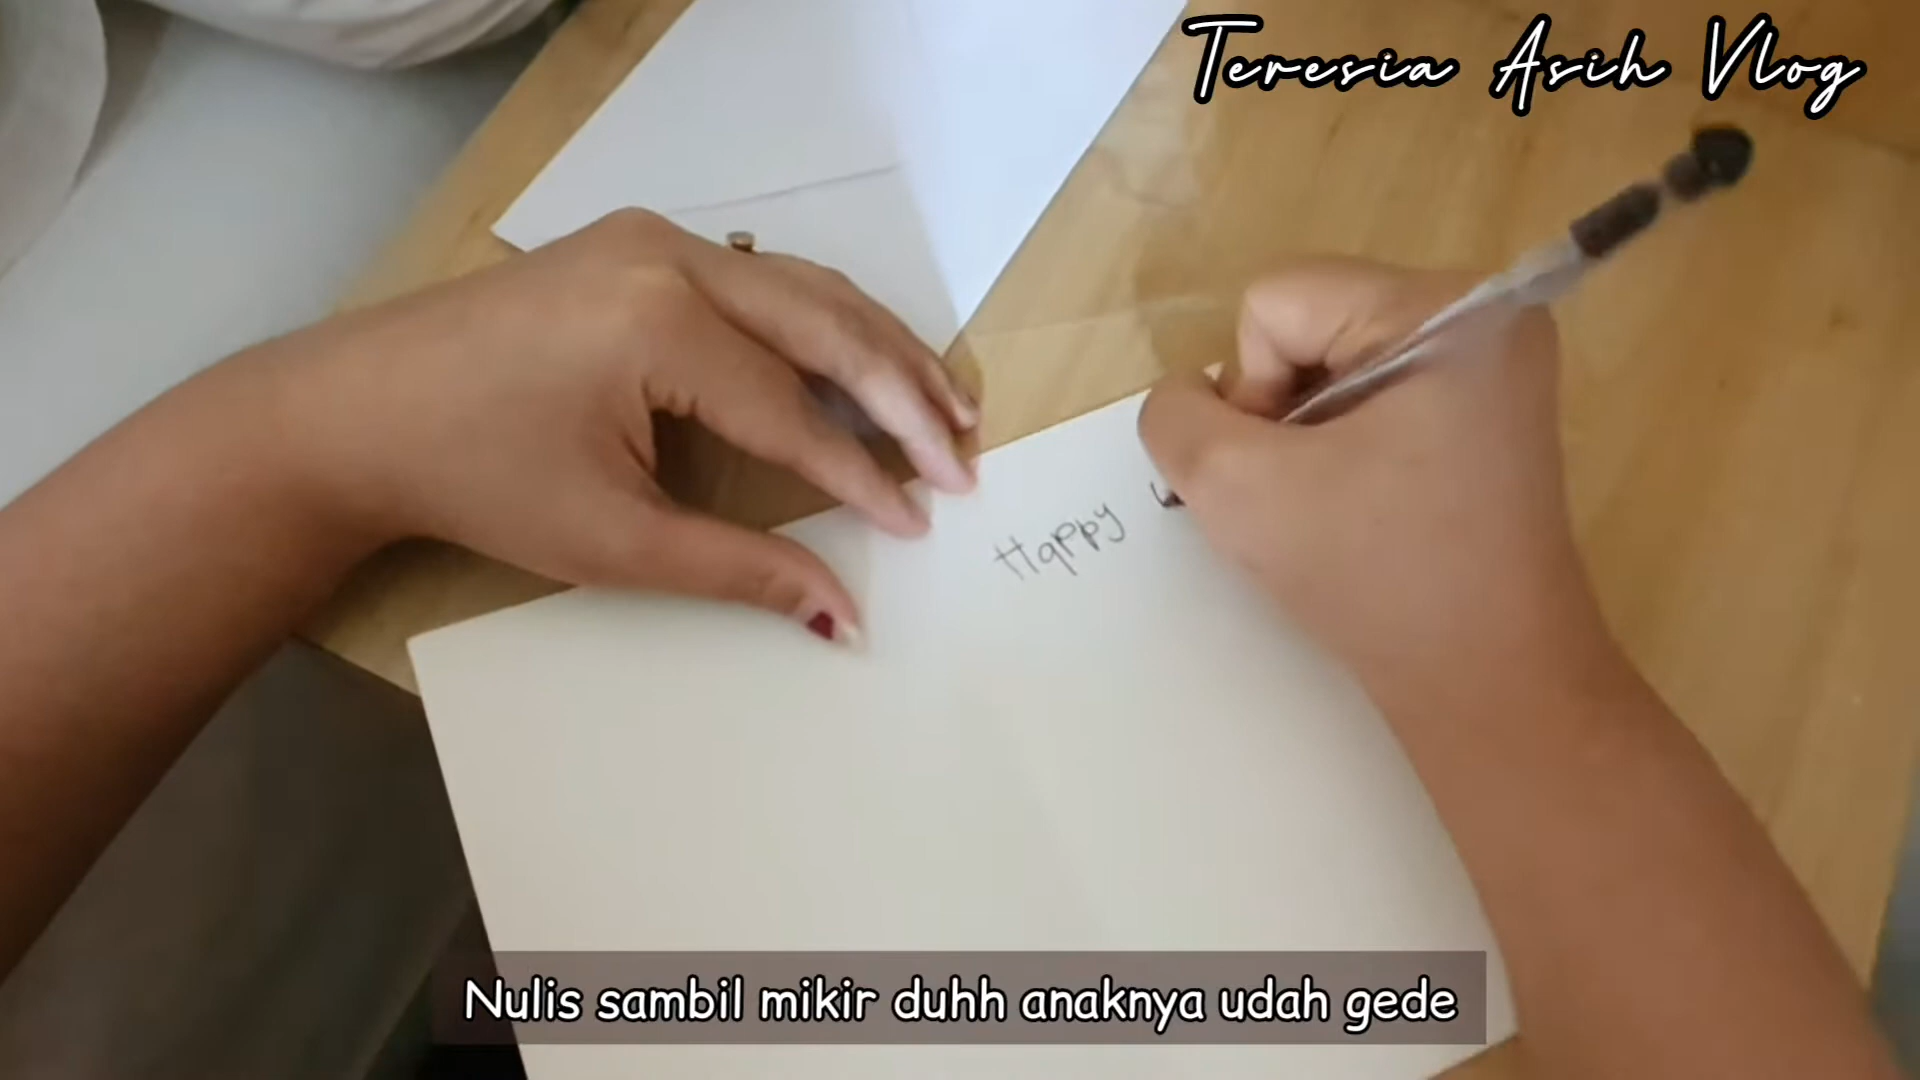 Teresia Asih Vlog
Happy
Nulis sambil mikir duhh anaknya udah gede